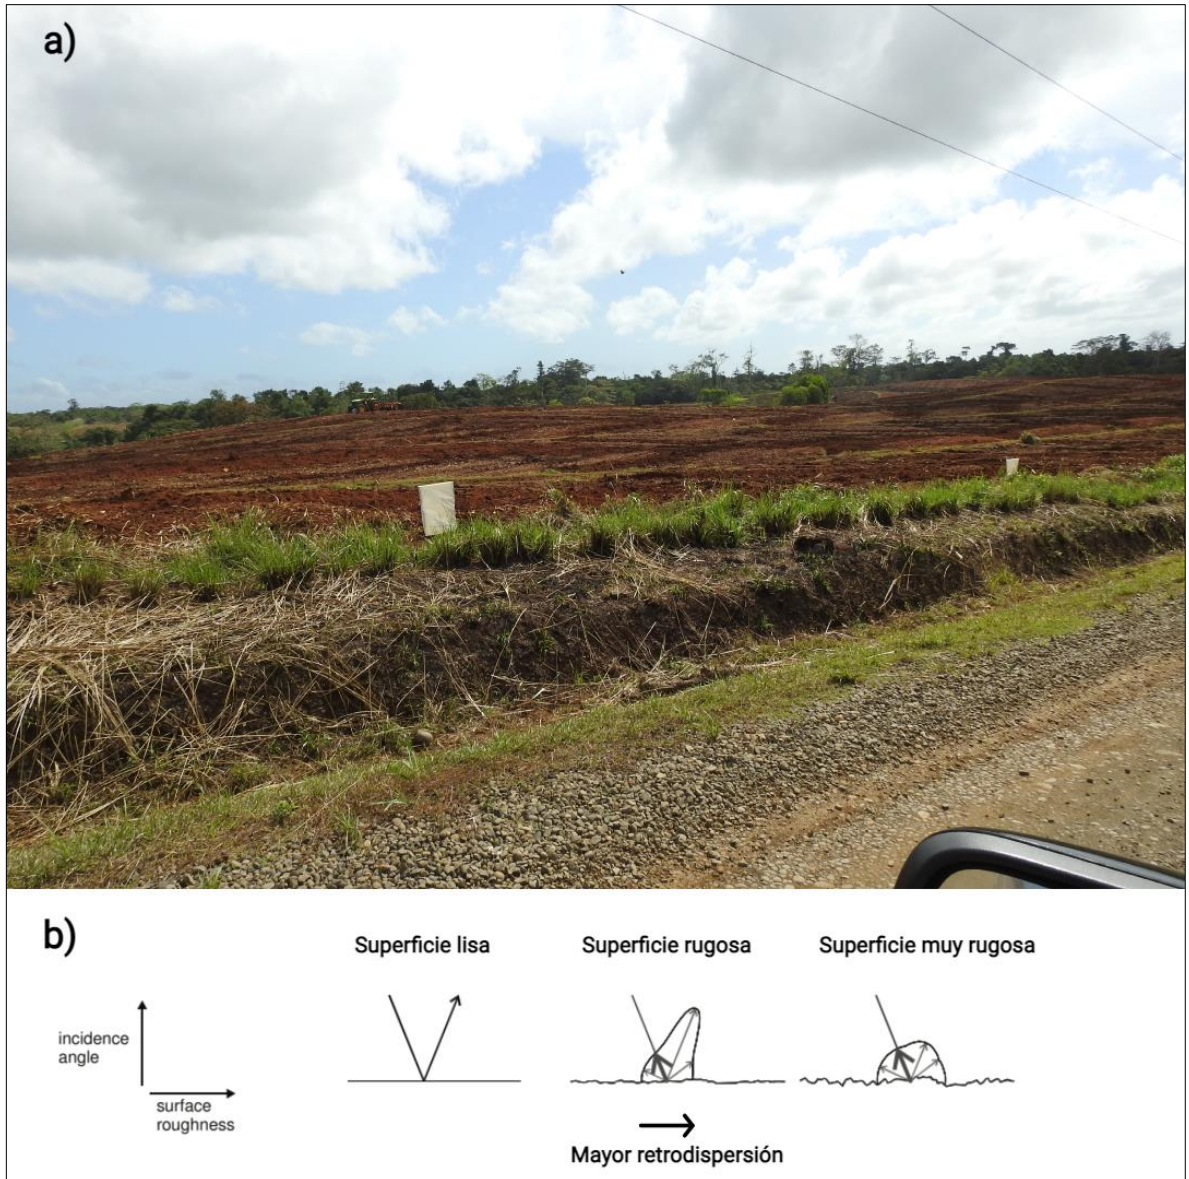 a)
b)
Superficie lisa
Superficie rugosa
Superficie muy rugosa
incidence
angle
surface
roughness
Mayor retrodispersión